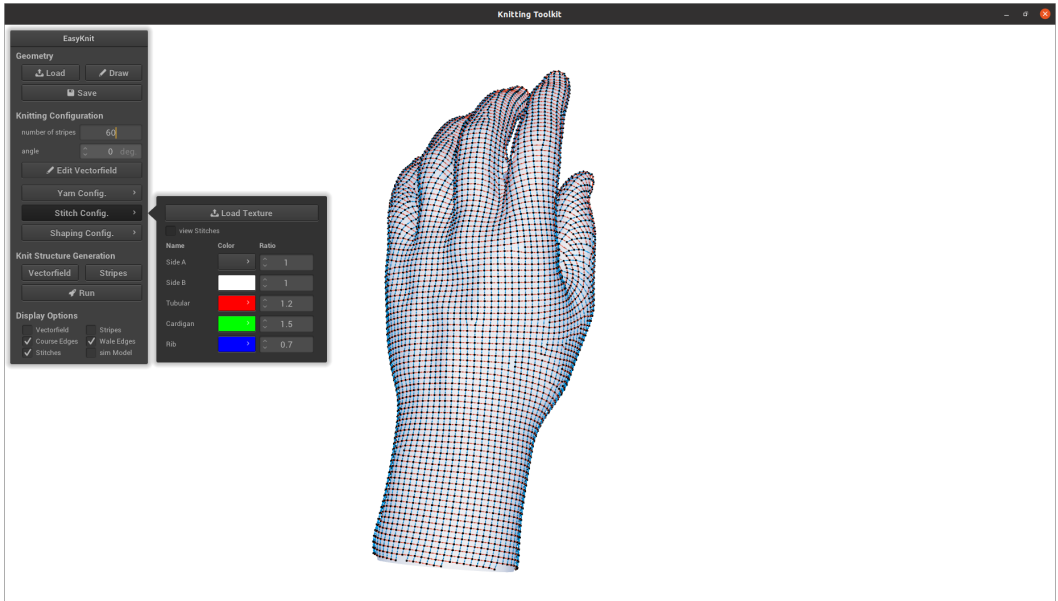 Knitting Toolkit
EasyKnit
Geometry
Load Draw
Save
Knitting Configuration
number of stripes 60
angle 0 deg
Edit Vectorfield
Yarn Config.
Stitch Config.
Shaping Config.
Knit Structure Generation
Vectorfield Stripes
Run
Display Options
Vectorfield Stripes
Course Edges Wale Edges
Stitches sim Model
Load Texture
view Stitches
Name Color Ratio
Side A 1
Side B 1
Tubular 1.2
Cardigan 1.5
Rib 0.7